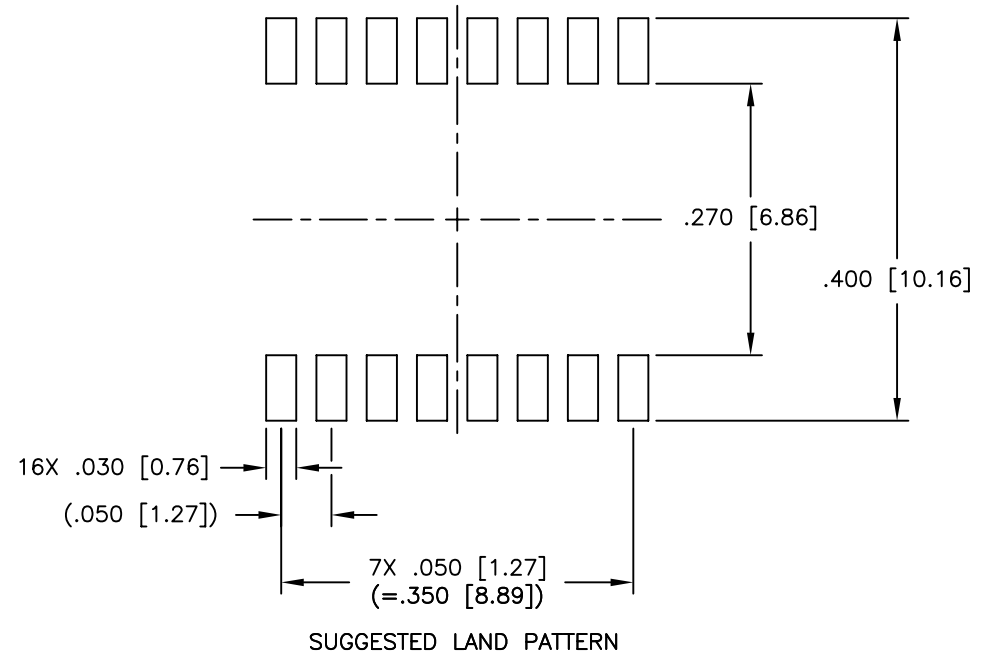 .270 [6.86]
.400 [10.16]
16X .030 [0.76]
(.050 [1.27])
7X .050 [1.27]
(=.350 [8.89])
SUGGESTED LAND PATTERN